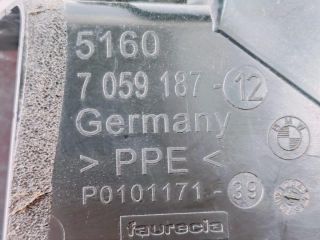 5160
7 059 187 - 12
Germany
> PPE <
P0101171 - 39
faurecia